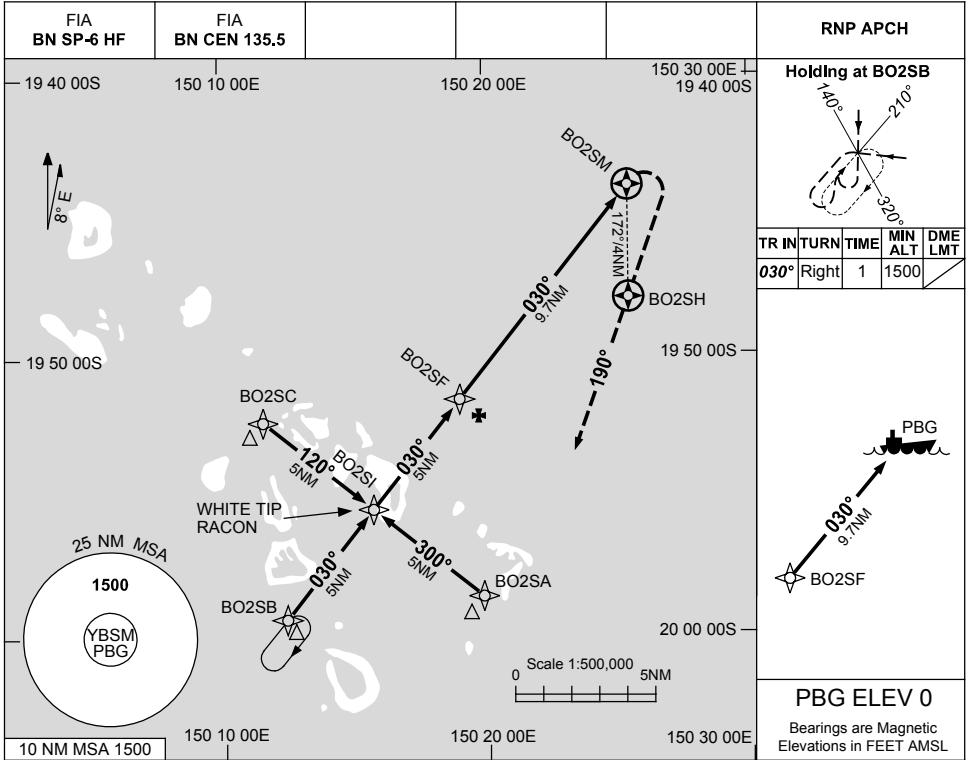 FIA
BN SP-6 HF
FIA
BN CEN 135.5
RNP APCH
19 40 00S
150 10 00E
150 20 00E
150 30 00E
19 40 00S
8° E
BO2SM
172°/4NM
BO2SH
030°
9.7NM
190°
19 50 00S
19 50 00S
BO2SF
BO2SC
120°
5NM
BO2SI
030°
5NM
WHITE TIP
RACON
300°
5NM
BO2SA
030°
5NM
BO2SB
25 NM MSA
1500
YBSM
PBG
20 00 00S
Scale 1:500,000
0
5NM
10 NM MSA 1500
150 10 00E
150 20 00E
150 30 00E
Holding at BO2SB
140°
210°
320°
TR IN TURN TIME MIN ALT DME LMT
030° Right 1 1500
PBG
030°
9.7NM
BO2SF
PBG ELEV 0
Bearings are Magnetic
Elevations in FEET AMSL